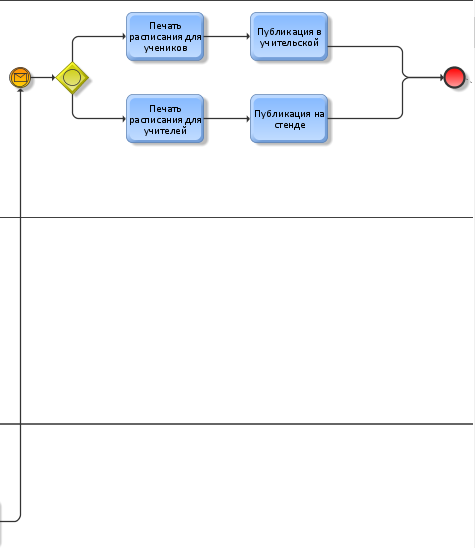 Печать
расписания для
учеников
Публикация в
учительской
Печать
расписания для
учителей
Публикация на
стенде